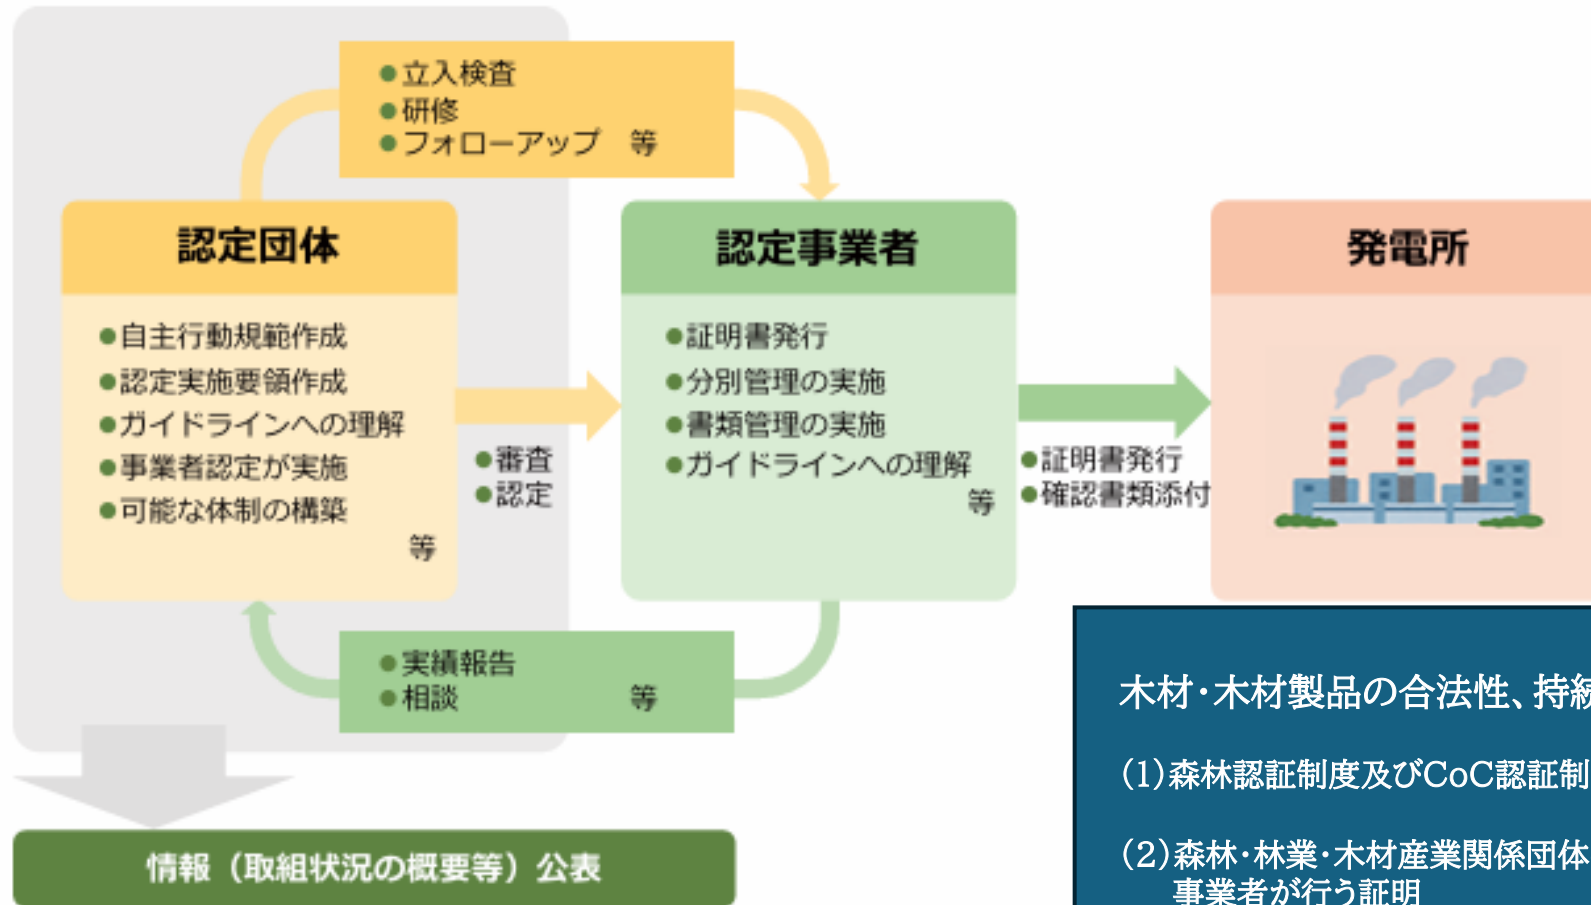 ●立入検査
●研修
●フォローアップ　等
認定団体
●自主行動規範作成
●認定実施要領作成
●ガイドラインへの理解
●事業者認定が実施
●可能な体制の構築
等
●審査
●認定
認定事業者
●証明書発行
●分別管理の実施
●書類管理の実施
●ガイドラインへの理解
等
●証明書発行
●確認書類添付
発電所
●実績報告
●相談　等
情報（取組状況の概要等）公表
木材・木材製品の合法性、持続
（1）森林認証制度及びCoC認証制
（2）森林・林業・木材産業関係団体
事業者が行う証明